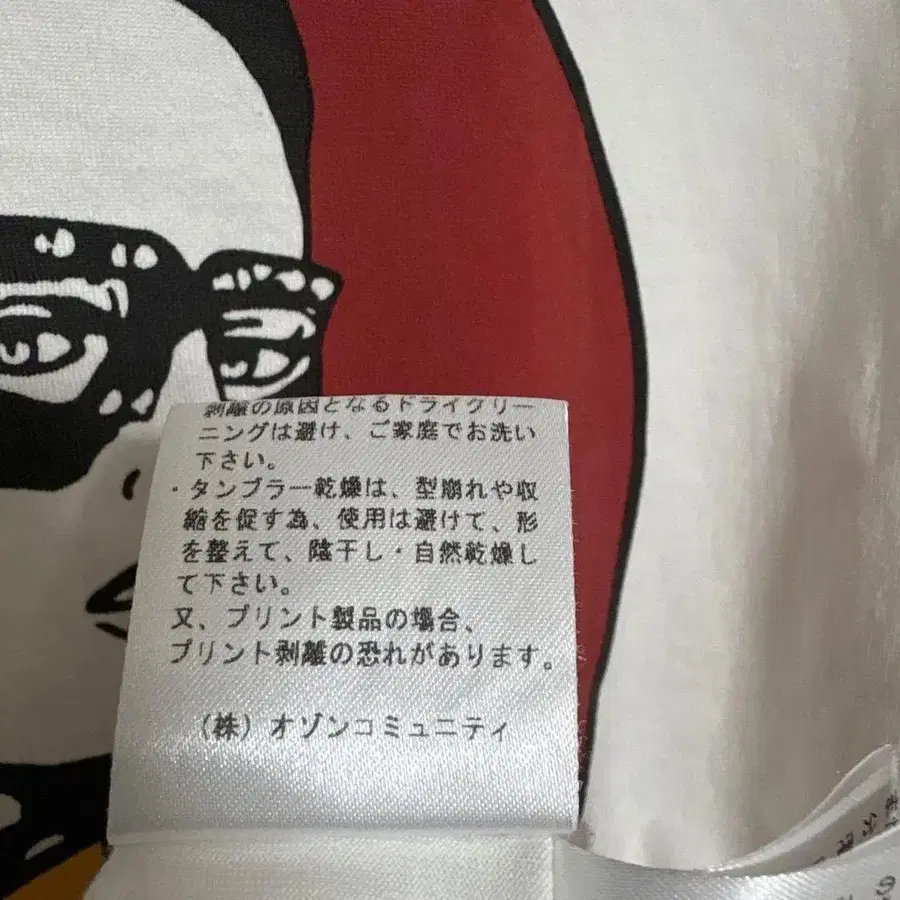 剥離の原因となるドライクリー
ニングは避け、ご家庭でお洗い
下さい。
・タンブラー乾燥は、型崩れや収
縮を促す為、使用は避けて、形
を整えて、陰干し・自然乾燥し
て下さい。
又、プリント製品の場合、
プリント剥離の恐れがあります。
（株）オゾンコミュニティ